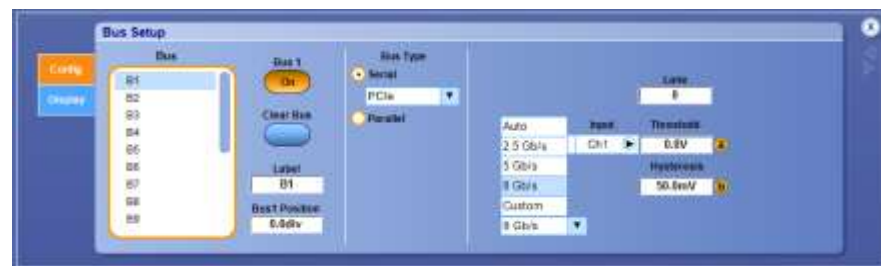 Bus Setup
Config
Display
Bus
B1
B2
B3
B4
B5
B6
B7
B8
B9
Bus 1
On
Clear Bus
Label
B1
Bus1 Position
0.0div
Bus Type
Serial
PCIe
Parallel
Auto
2.5 Gb/s
5 Gb/s
8 Gb/s
Custom
8 Gb/s
Input
Ch1
Lane
0
Threshold
0.0V
a
Hysteresis
50.0mV
b